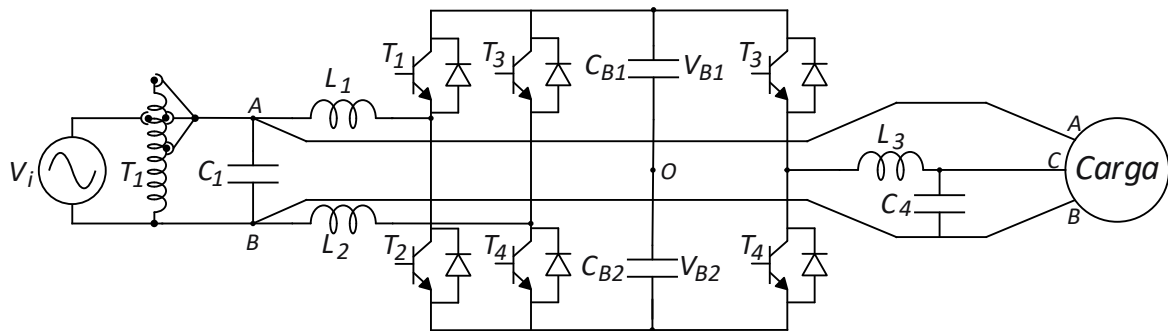 T1 T3 CB1 VB1 T3
L1
A A
Vi T1 C1 O L3 C Carga
C4
B L2 B
T2 T4 CB2 VB2 T4